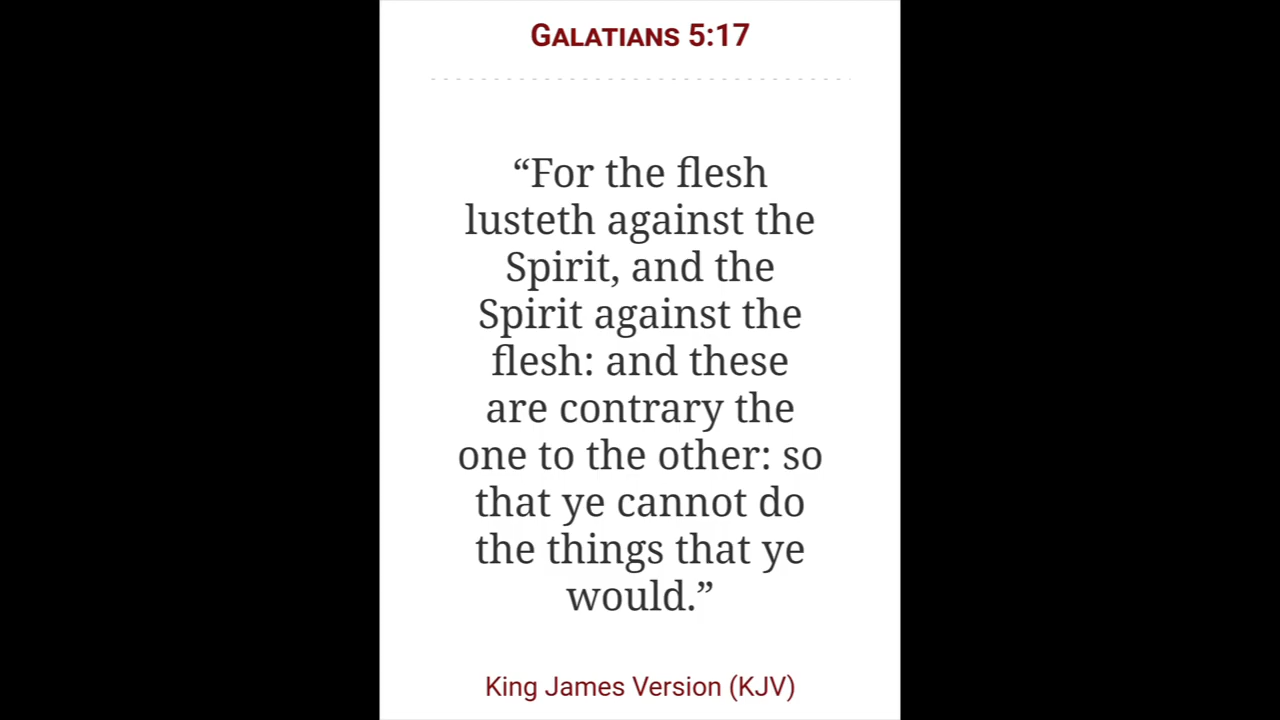 Galatians 5:17
“For the flesh
lusteth against the
Spirit, and the
Spirit against the
flesh: and these
are contrary the
one to the other: so
that ye cannot do
the things that ye
would.”
King James Version (KJV)